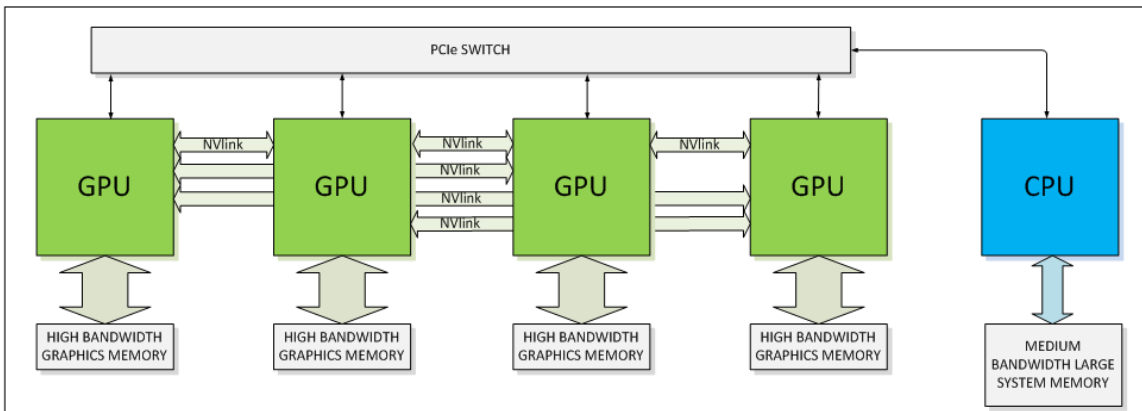 PCIe SWITCH
NVlink
NVlink
NVlink
NVlink
NVlink
NVlink
GPU
GPU
GPU
GPU
CPU
HIGH BANDWIDTH
GRAPHICS MEMORY
HIGH BANDWIDTH
GRAPHICS MEMORY
HIGH BANDWIDTH
GRAPHICS MEMORY
HIGH BANDWIDTH
GRAPHICS MEMORY
MEDIUM
BANDWIDTH LARGE
SYSTEM MEMORY